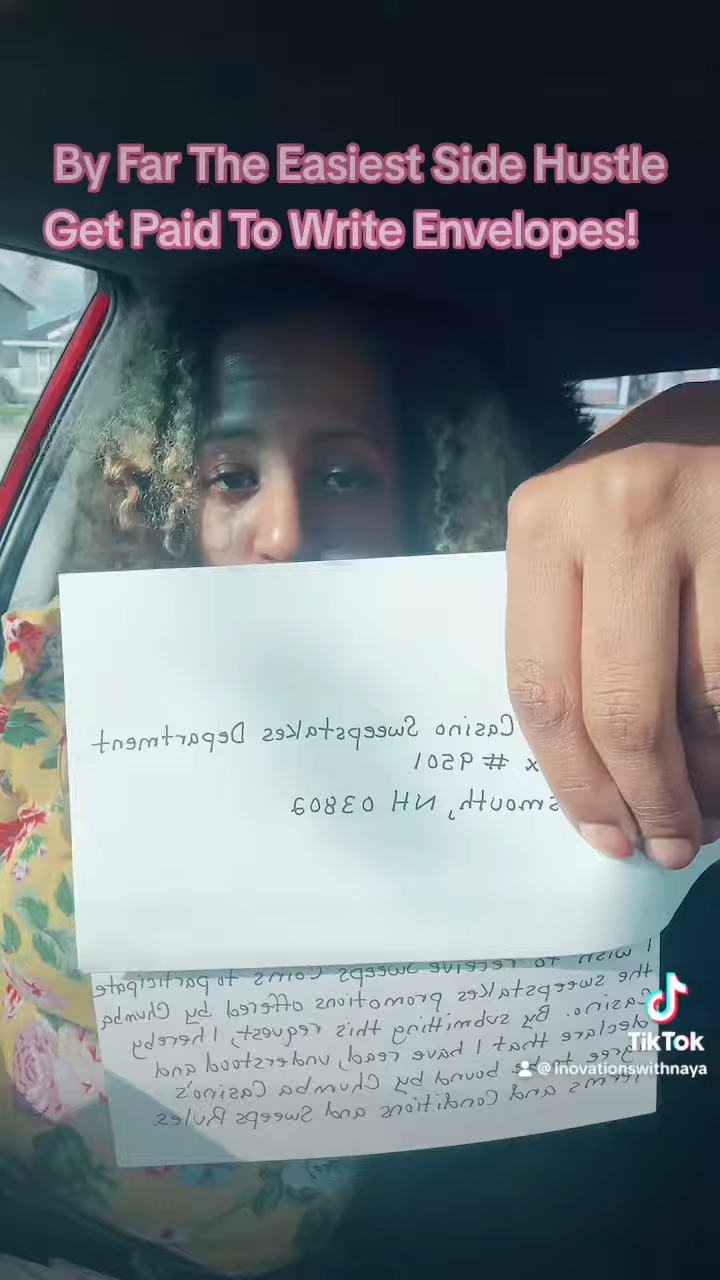 By Far The Easiest Side Hustle
Get Paid To Write Envelopes!
Casino Sweepstakes Department
x # 9501
smouth, NH 03802
I wish to receive Sweeps Coins to participate
the sweepstakes promotions offered by Chumba
Casino. By submitting this request, I hereby
declare that I have read, understood and
gree to be bound by Chumba Casino's
Terms and Conditions and Sweeps Rules.
TikTok
@inovationswithnaya